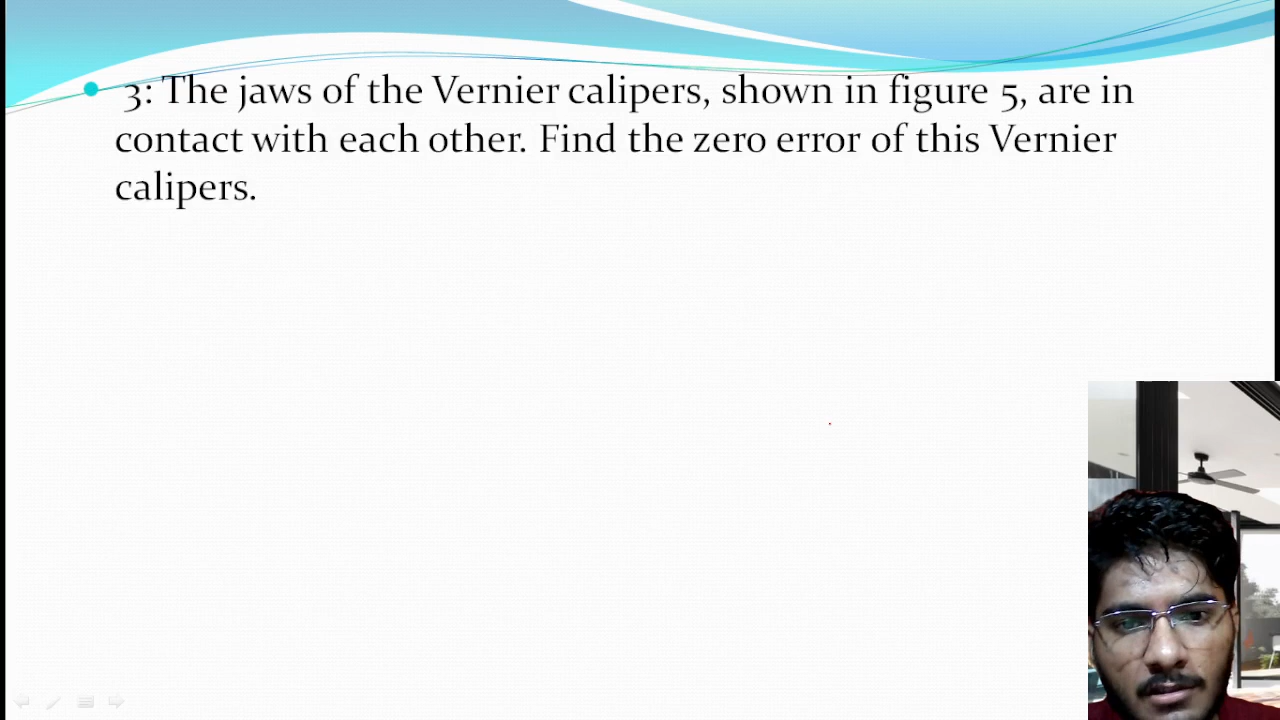 3: The jaws of the Vernier calipers, shown in figure 5, are in
contact with each other. Find the zero error of this Vernier
calipers.